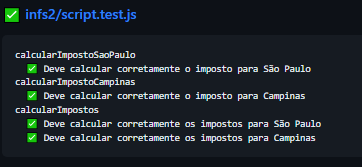 ✅ infs2/script.test.js
calcularImpostoSaoPaulo
✅ Deve calcular corretamente o imposto para São Paulo
calcularImpostoCampinas
✅ Deve calcular corretamente o imposto para Campinas
calcularImpostos
✅ Deve calcular corretamente os impostos para São Paulo
✅ Deve calcular corretamente os impostos para Campinas